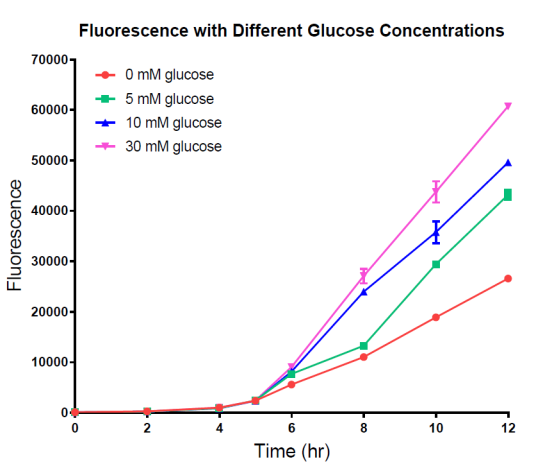 Fluorescence with Different Glucose Concentrations
70000
60000
50000
40000
30000
20000
10000
0
Fluorescence
0 mM glucose
5 mM glucose
10 mM glucose
30 mM glucose
0 2 4 6 8 10 12
Time (hr)